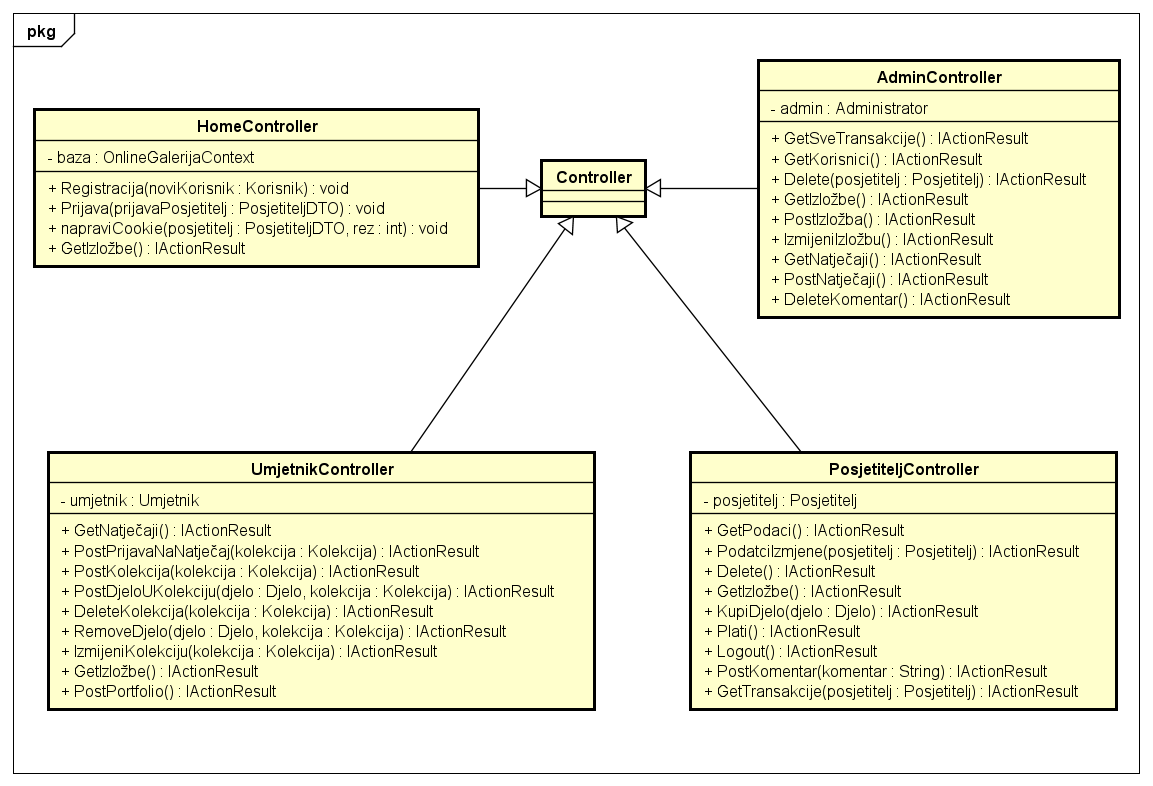 pkg
HomeController
- baza : OnlineGalerijaContext
+ Registracija(noviKorisnik : Korisnik) : void
+ Prijava(prijavaPosjetitelj : PosjetiteljDTO) : void
+ napraviCookie(posjetitelj : PosjetiteljDTO, rez : int) : void
+ GetIzložbe() : IActionResult
Controller
AdminController
- admin : Administrator
+ GetSveTransakcije() : IActionResult
+ GetKorisnici() : IActionResult
+ Delete(posjetitelj : Posjetitelj) : IActionResult
+ GetIzložbe() : IActionResult
+ PostIzložba() : IActionResult
+ IzmijeniIzložbu() : IActionResult
+ GetNatječaji() : IActionResult
+ PostNatječaji() : IActionResult
+ DeleteKomentar() : IActionResult
UmjetnikController
- umjetnik : Umjetnik
+ GetNatječaji() : IActionResult
+ PostPrijavaNaNatječaj(kolekcija : Kolekcija) : IActionResult
+ PostKolekcija(kolekcija : Kolekcija) : IActionResult
+ PostDjeloUKolekciju(djelo : Djelo, kolekcija : Kolekcija) : IActionResult
+ DeleteKolekcija(kolekcija : Kolekcija) : IActionResult
+ RemoveDjelo(djelo : Djelo, kolekcija : Kolekcija) : IActionResult
+ IzmijeniKolekciju(kolekcija : Kolekcija) : IActionResult
+ GetIzložbe() : IActionResult
+ PostPortfolio() : IActionResult
PosjetiteljController
- posjetitelj : Posjetitelj
+ GetPodaci() : IActionResult
+ PodatciIzmjene(posjetitelj : Posjetitelj) : IActionResult
+ Delete() : IActionResult
+ GetIzložbe() : IActionResult
+ KupiDjelo(djelo : Djelo) : IActionResult
+ Plati() : IActionResult
+ Logout() : IActionResult
+ PostKomentar(komentar : String) : IActionResult
+ GetTransakcije(posjetitelj : Posjetitelj) : IActionResult